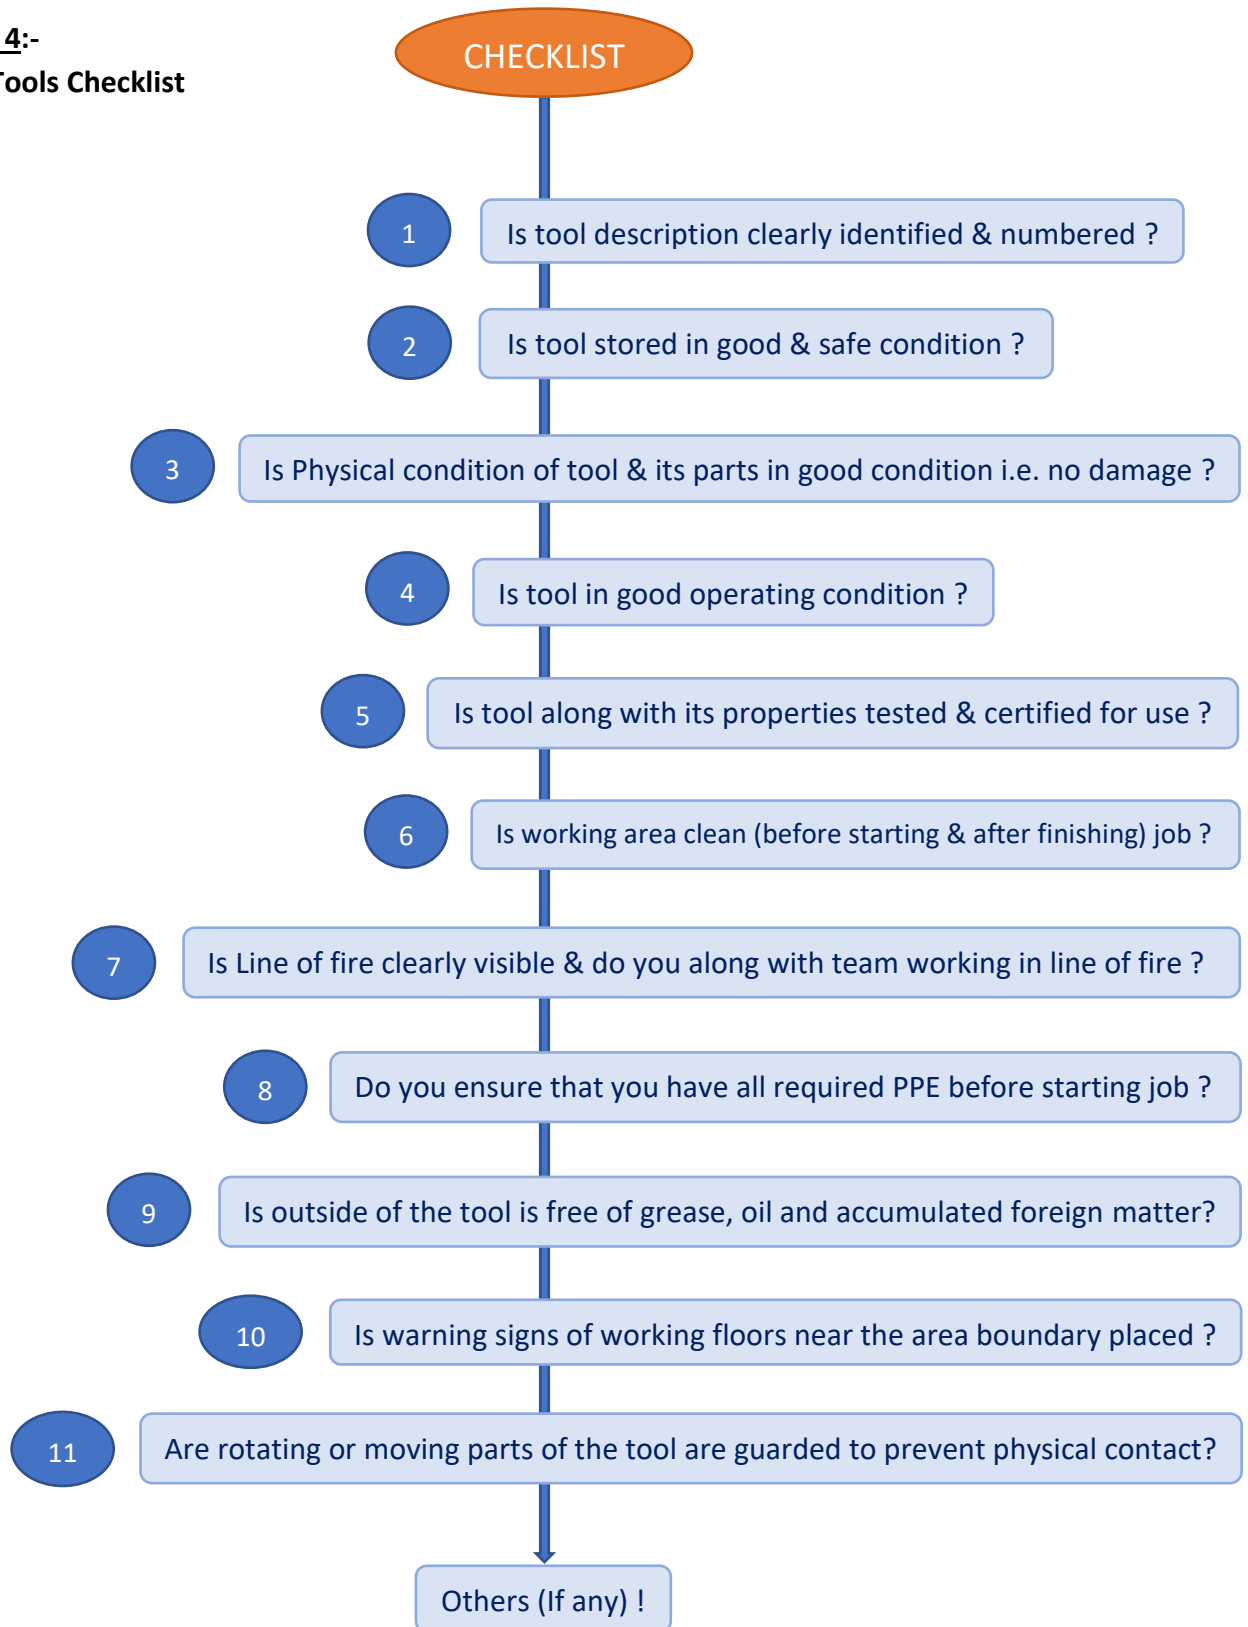 4:-
Tools Checklist
CHECKLIST
1
Is tool description clearly identified & numbered ?
2
Is tool stored in good & safe condition ?
3
Is Physical condition of tool & its parts in good condition i.e. no damage ?
4
Is tool in good operating condition ?
5
Is tool along with its properties tested & certified for use ?
6
Is working area clean (before starting & after finishing) job ?
7
Is Line of fire clearly visible & do you along with team working in line of fire ?
8
Do you ensure that you have all required PPE before starting job ?
9
Is outside of the tool is free of grease, oil and accumulated foreign matter?
10
Is warning signs of working floors near the area boundary placed ?
11
Are rotating or moving parts of the tool are guarded to prevent physical contact?
Others (If any) !